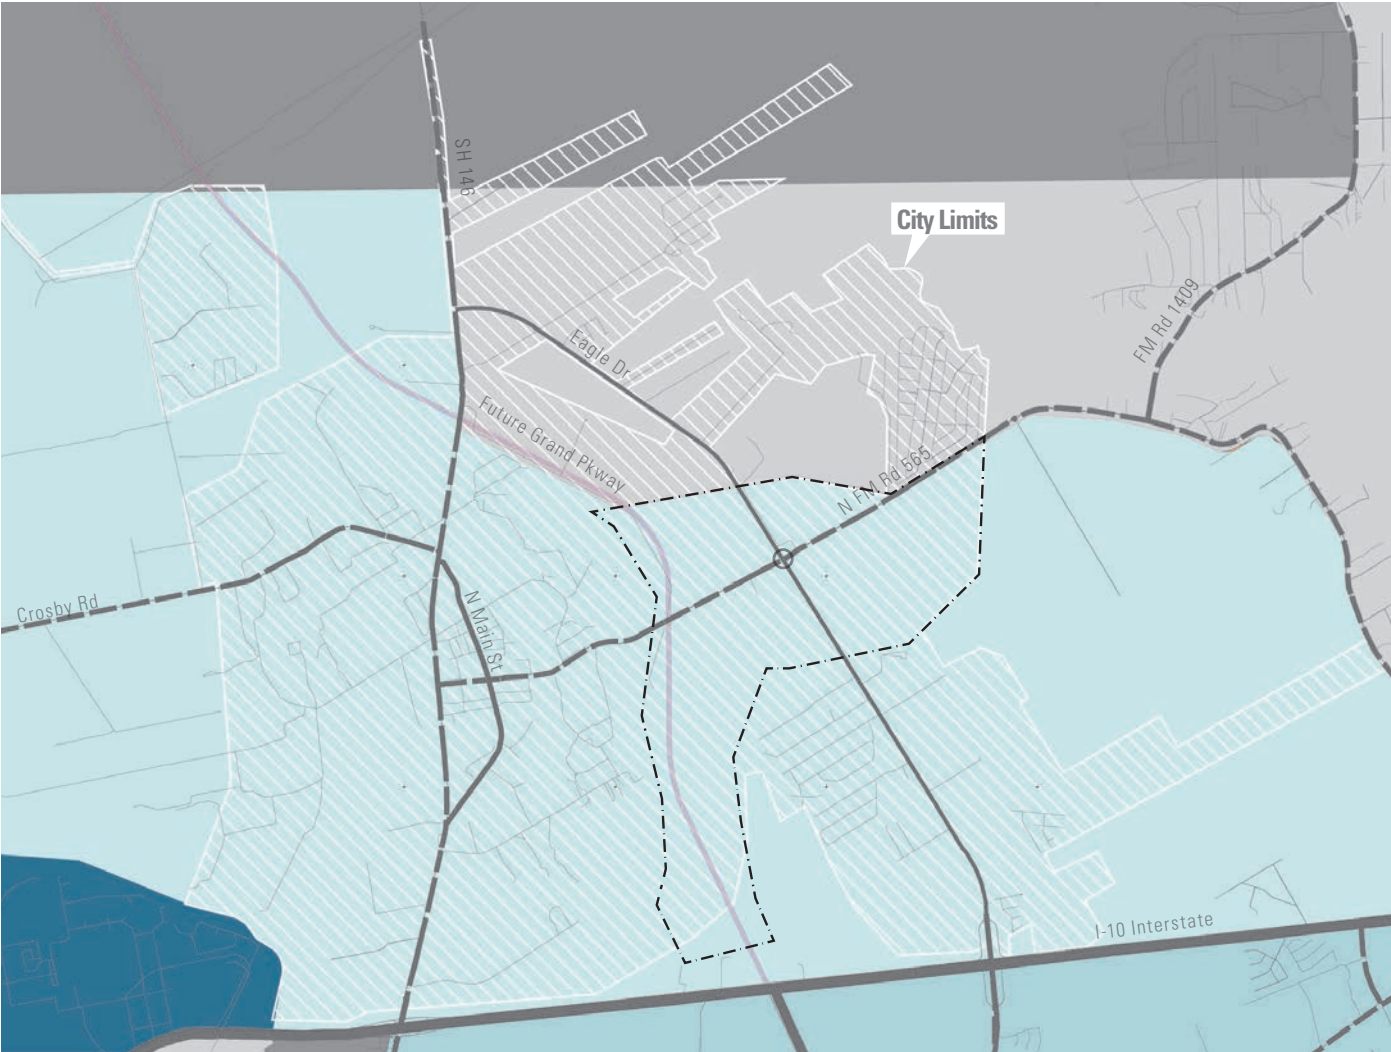 SH 146
City Limits
FM Rd 1409
Eagle Dr
Future Grand Pkway
N FM Rd 565
Crosby Rd
N Main St
I-10 Interstate